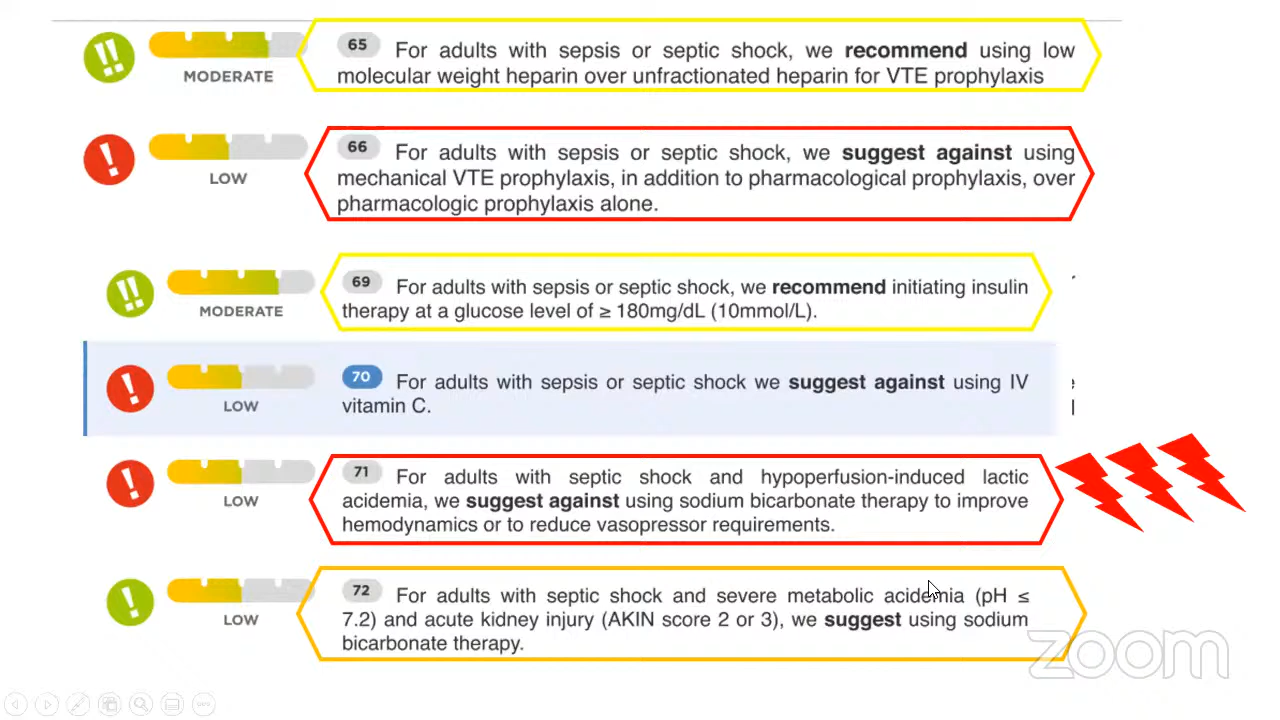 65 For adults with sepsis or septic shock, we recommend using low
MODERATE
molecular weight heparin over unfractionated heparin for VTE prophylaxis
66 For adults with sepsis or septic shock, we suggest against using
LOW
mechanical VTE prophylaxis, in addition to pharmacological prophylaxis, over
pharmacologic prophylaxis alone.
69 For adults with sepsis or septic shock, we recommend initiating insulin
MODERATE
therapy at a glucose level of ≥ 180mg/dL (10mmol/L).
70 For adults with sepsis or septic shock we suggest against using IV
LOW
vitamin C.
71 For adults with septic shock and hypoperfusion-induced lactic
LOW
acidemia, we suggest against using sodium bicarbonate therapy to improve
hemodynamics or to reduce vasopressor requirements.
72 For adults with septic shock and severe metabolic acidemia (pH ≤
LOW
7.2) and acute kidney injury (AKIN score 2 or 3), we suggest using sodium
bicarbonate therapy.
zoom